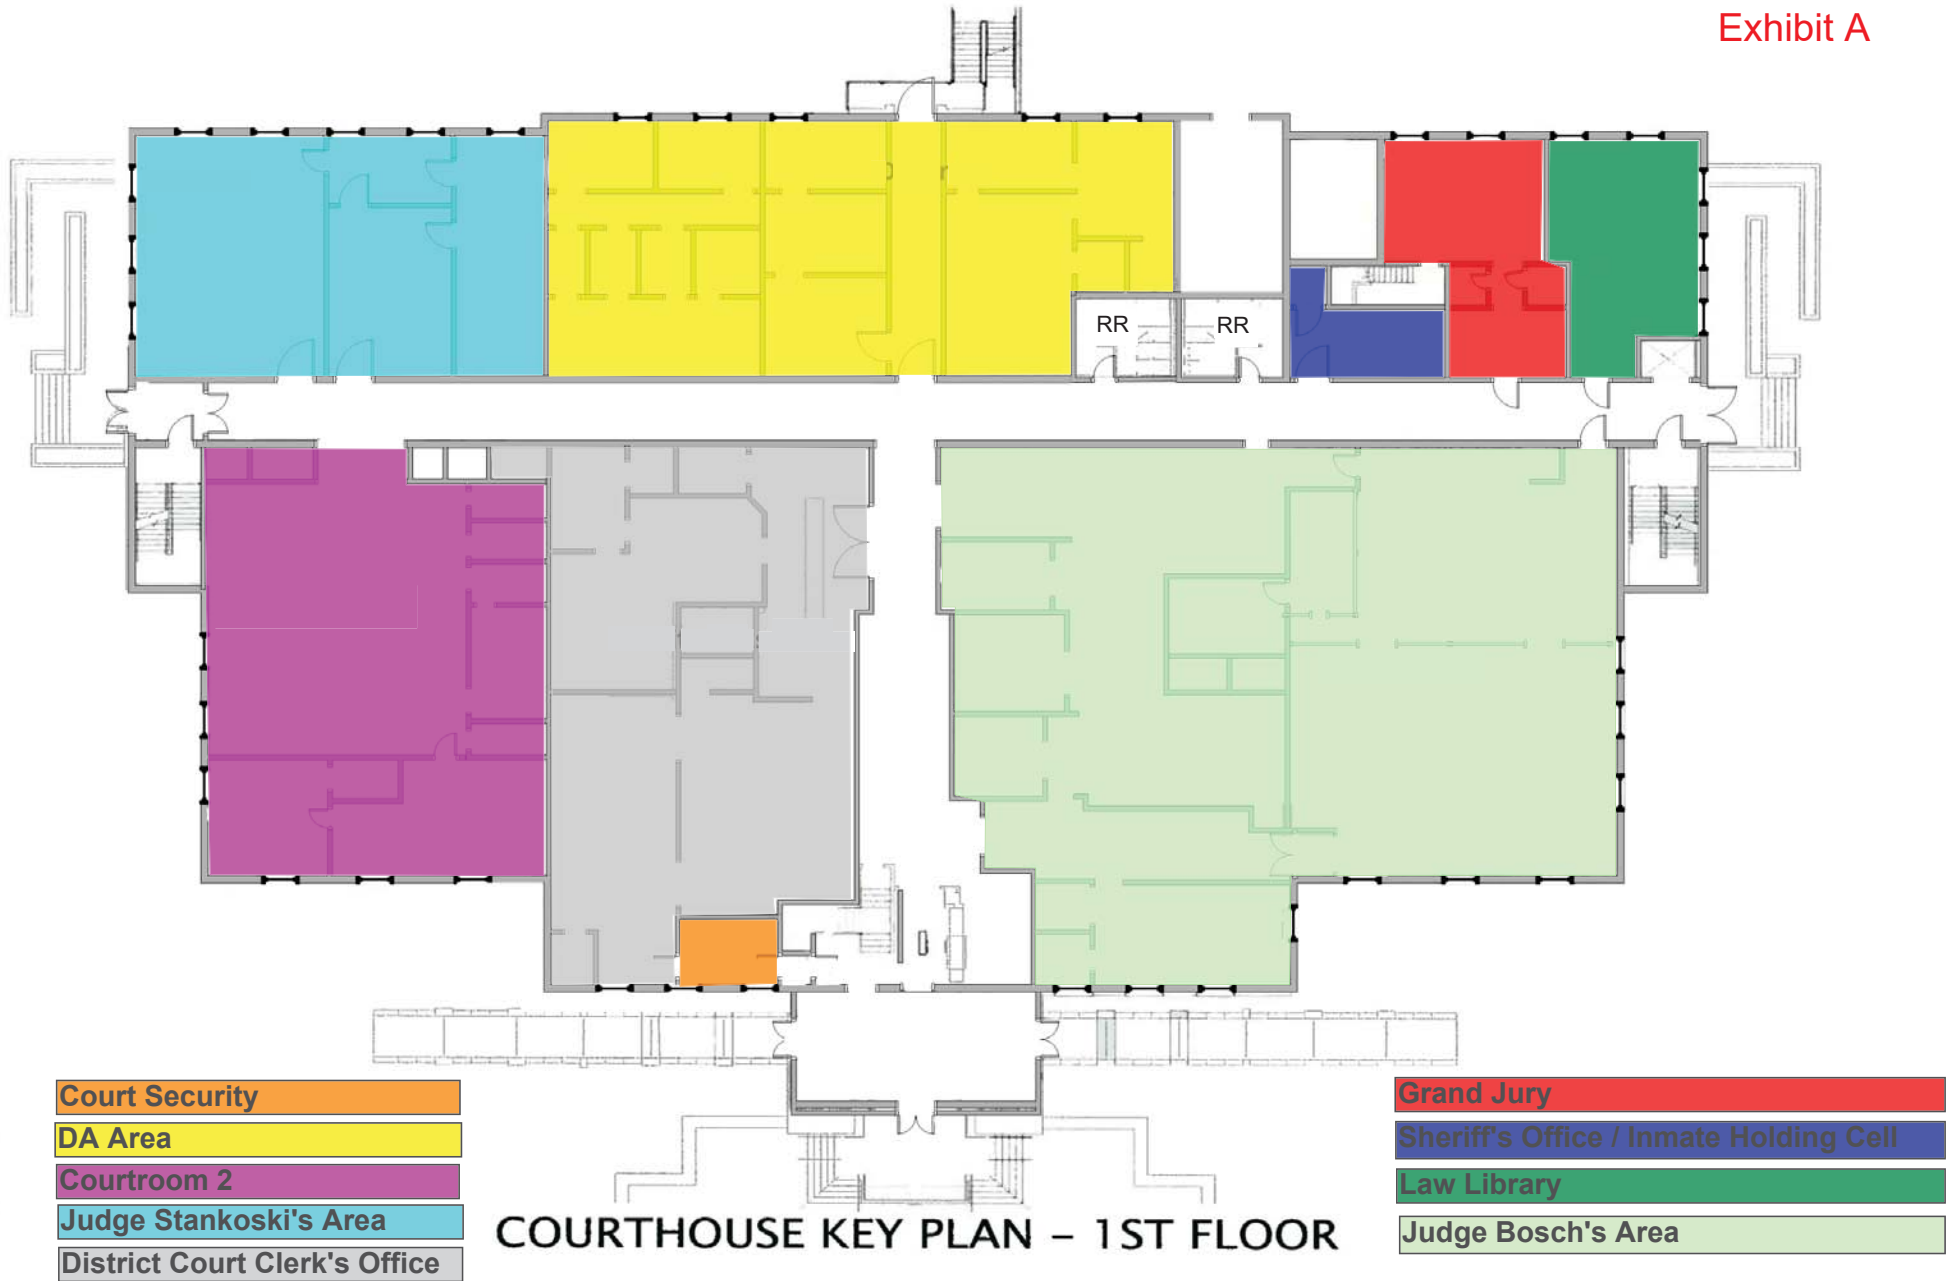 Exhibit A
RR
RR
Court Security
DA Area
Courtroom 2
Judge Stankoski's Area
District Court Clerk's Office
COURTHOUSE KEY PLAN – 1ST FLOOR
Grand Jury
Sheriff's Office / Inmate Holding Cell
Law Library
Judge Bosch's Area